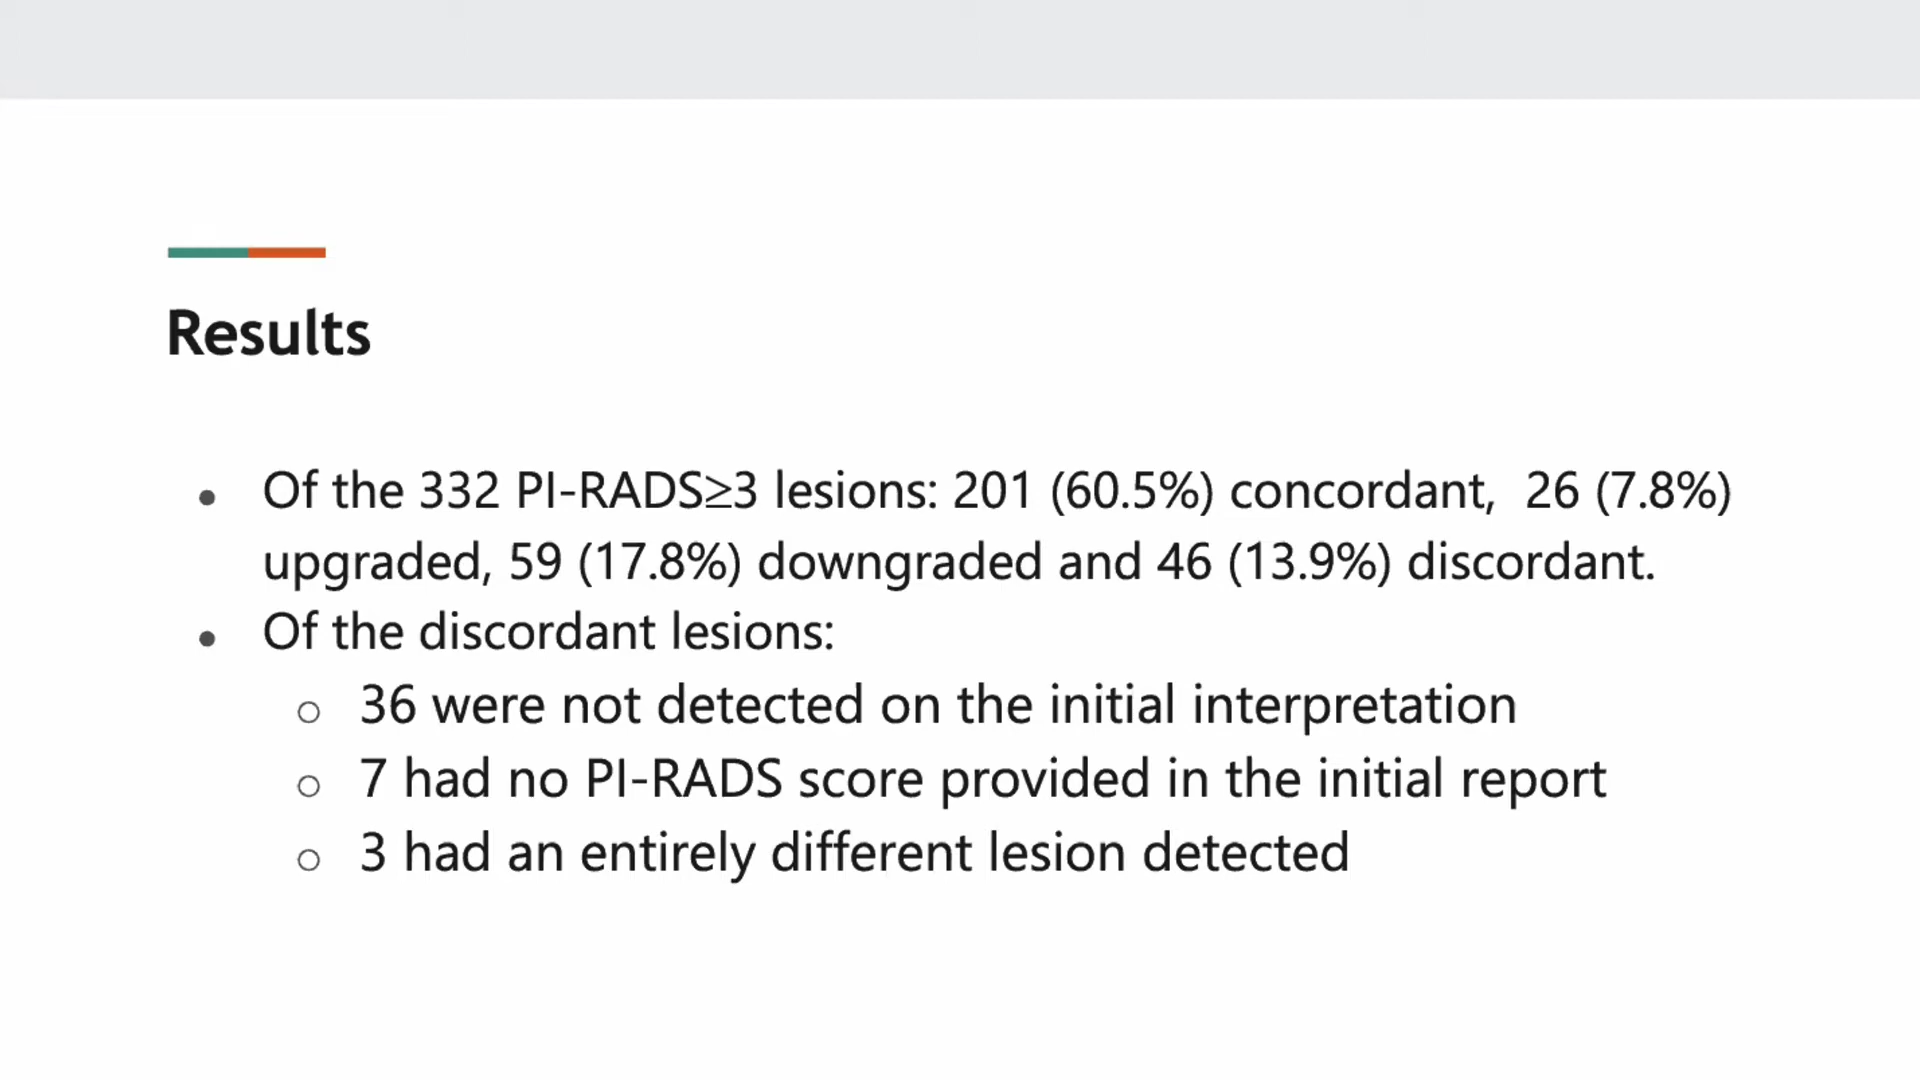 Results
• Of the 332 PI-RADS≥3 lesions: 201 (60.5%) concordant,  26 (7.8%)
upgraded, 59 (17.8%) downgraded and 46 (13.9%) discordant.
• Of the discordant lesions:
○ 36 were not detected on the initial interpretation
○ 7 had no PI-RADS score provided in the initial report
○ 3 had an entirely different lesion detected